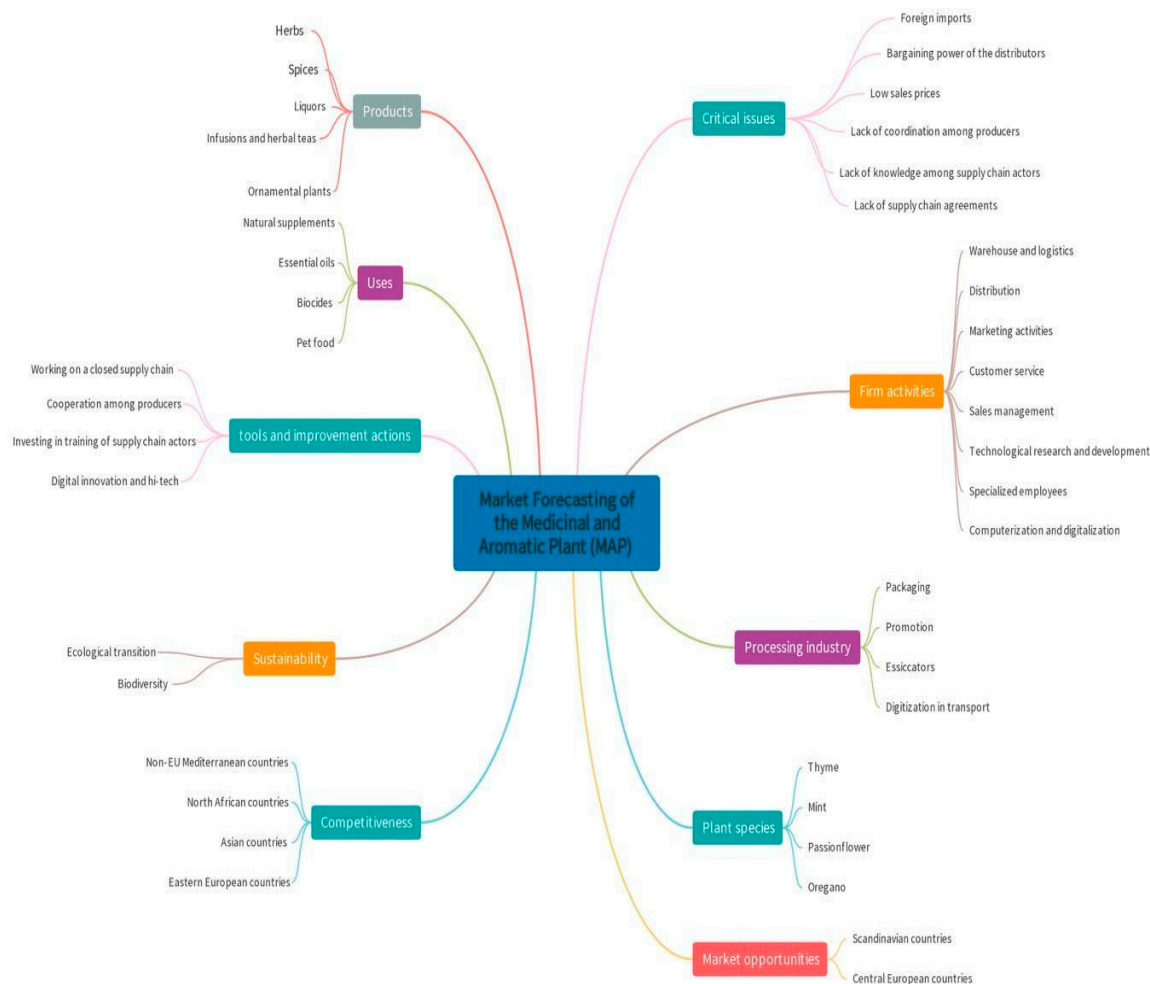 Herbs
Spices
Liquors
Infusions and herbal teas
Ornamental plants
Products
Natural supplements
Essential oils
Biocides
Pet food
Uses
Working on a closed supply chain
Cooperation among producers
Investing in training of supply chain actors
Digital innovation and hi-tech
tools and improvement actions
Market Forecasting of
the Medicinal and
Aromatic Plant (MAP)
Ecological transition
Biodiversity
Sustainability
Non-EU Mediterranean countries
North African countries
Asian countries
Eastern European countries
Competitiveness
Critical issues
Foreign imports
Bargaining power of the distributors
Low sales prices
Lack of coordination among producers
Lack of knowledge among supply chain actors
Lack of supply chain agreements
Firm activities
Warehouse and logistics
Distribution
Marketing activities
Customer service
Sales management
Technological research and development
Specialized employees
Computerization and digitalization
Processing industry
Packaging
Promotion
Essiccators
Digitization in transport
Plant species
Thyme
Mint
Passionflower
Oregano
Market opportunities
Scandinavian countries
Central European countries